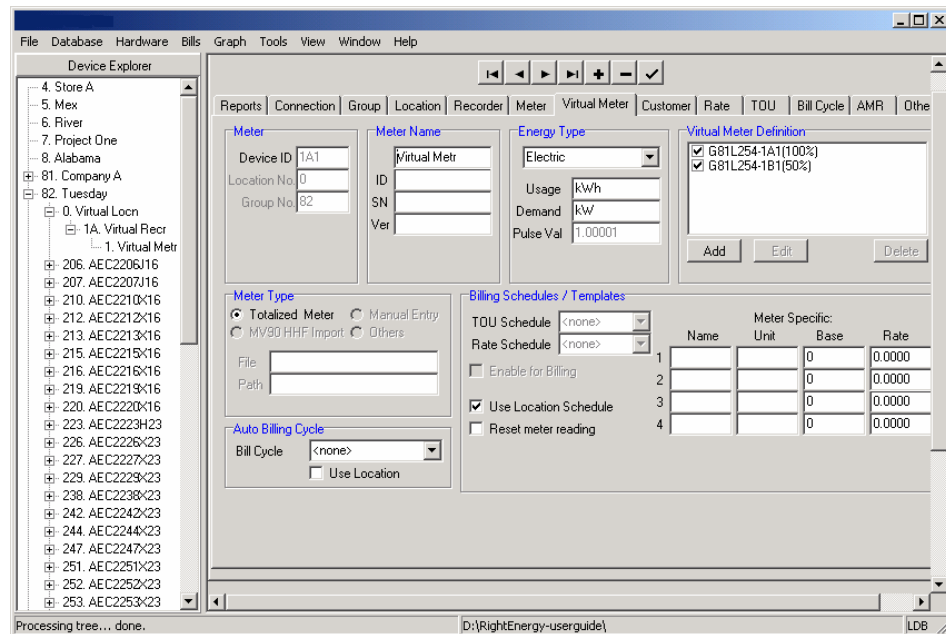 File Database Hardware Bills Graph Tools View Window Help
Device Explorer
4. Store A
5. Mex
6. River
7. Project One
8. Alabama
81. Company A
82. Tuesday
0. Virtual Locn
1A. Virtual Recr
1. Virtual Metr
206. AEC2206J16
207. AEC2207J16
210. AEC2210X16
212. AEC2212X16
213. AEC2213X16
215. AEC2215X16
216. AEC2216X16
219. AEC2219X16
220. AEC2220X16
223. AEC2223H23
226. AEC2226X23
227. AEC2227X23
229. AEC2229X23
238. AEC2238X23
242. AEC2242X23
244. AEC2244X23
247. AEC2247X23
251. AEC2251X23
252. AEC2252X23
253. AEC2253X23
Reports Connection Group Location Recorder Meter Virtual Meter Customer Rate TOU Bill Cycle AMR Othe
Meter
Device ID 1A1
Location No. 0
Group No. 82
Meter Name
Virtual Metr
ID
SN
Ver
Energy Type
Electric
Usage kWh
Demand kW
Pulse Val 1.00001
Virtual Meter Definition
G81L254-1A1(100%)
G81L254-1B1(50%)
Add Edit Delete
Meter Type
Totalized Meter Manual Entry
MV90 HHF Import Others
File
Path
Auto Billing Cycle
Bill Cycle <none>
Use Location
Billing Schedules / Templates
TOU Schedule <none>
Rate Schedule <none>
Enable for Billing
Use Location Schedule
Reset meter reading
Meter Specific:
Name Unit Base Rate
1 0 0.0000
2 0 0.0000
3 0 0.0000
4 0 0.0000
Processing tree... done. D:\RightEnergy-userguide\ LDB